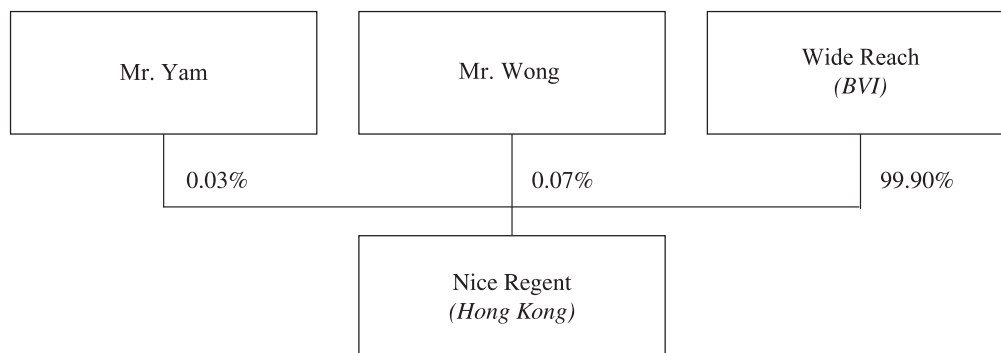 Mr. Yam
Mr. Wong
Wide Reach
(BVI)
0.03%
0.07%
99.90%
Nice Regent
(Hong Kong)